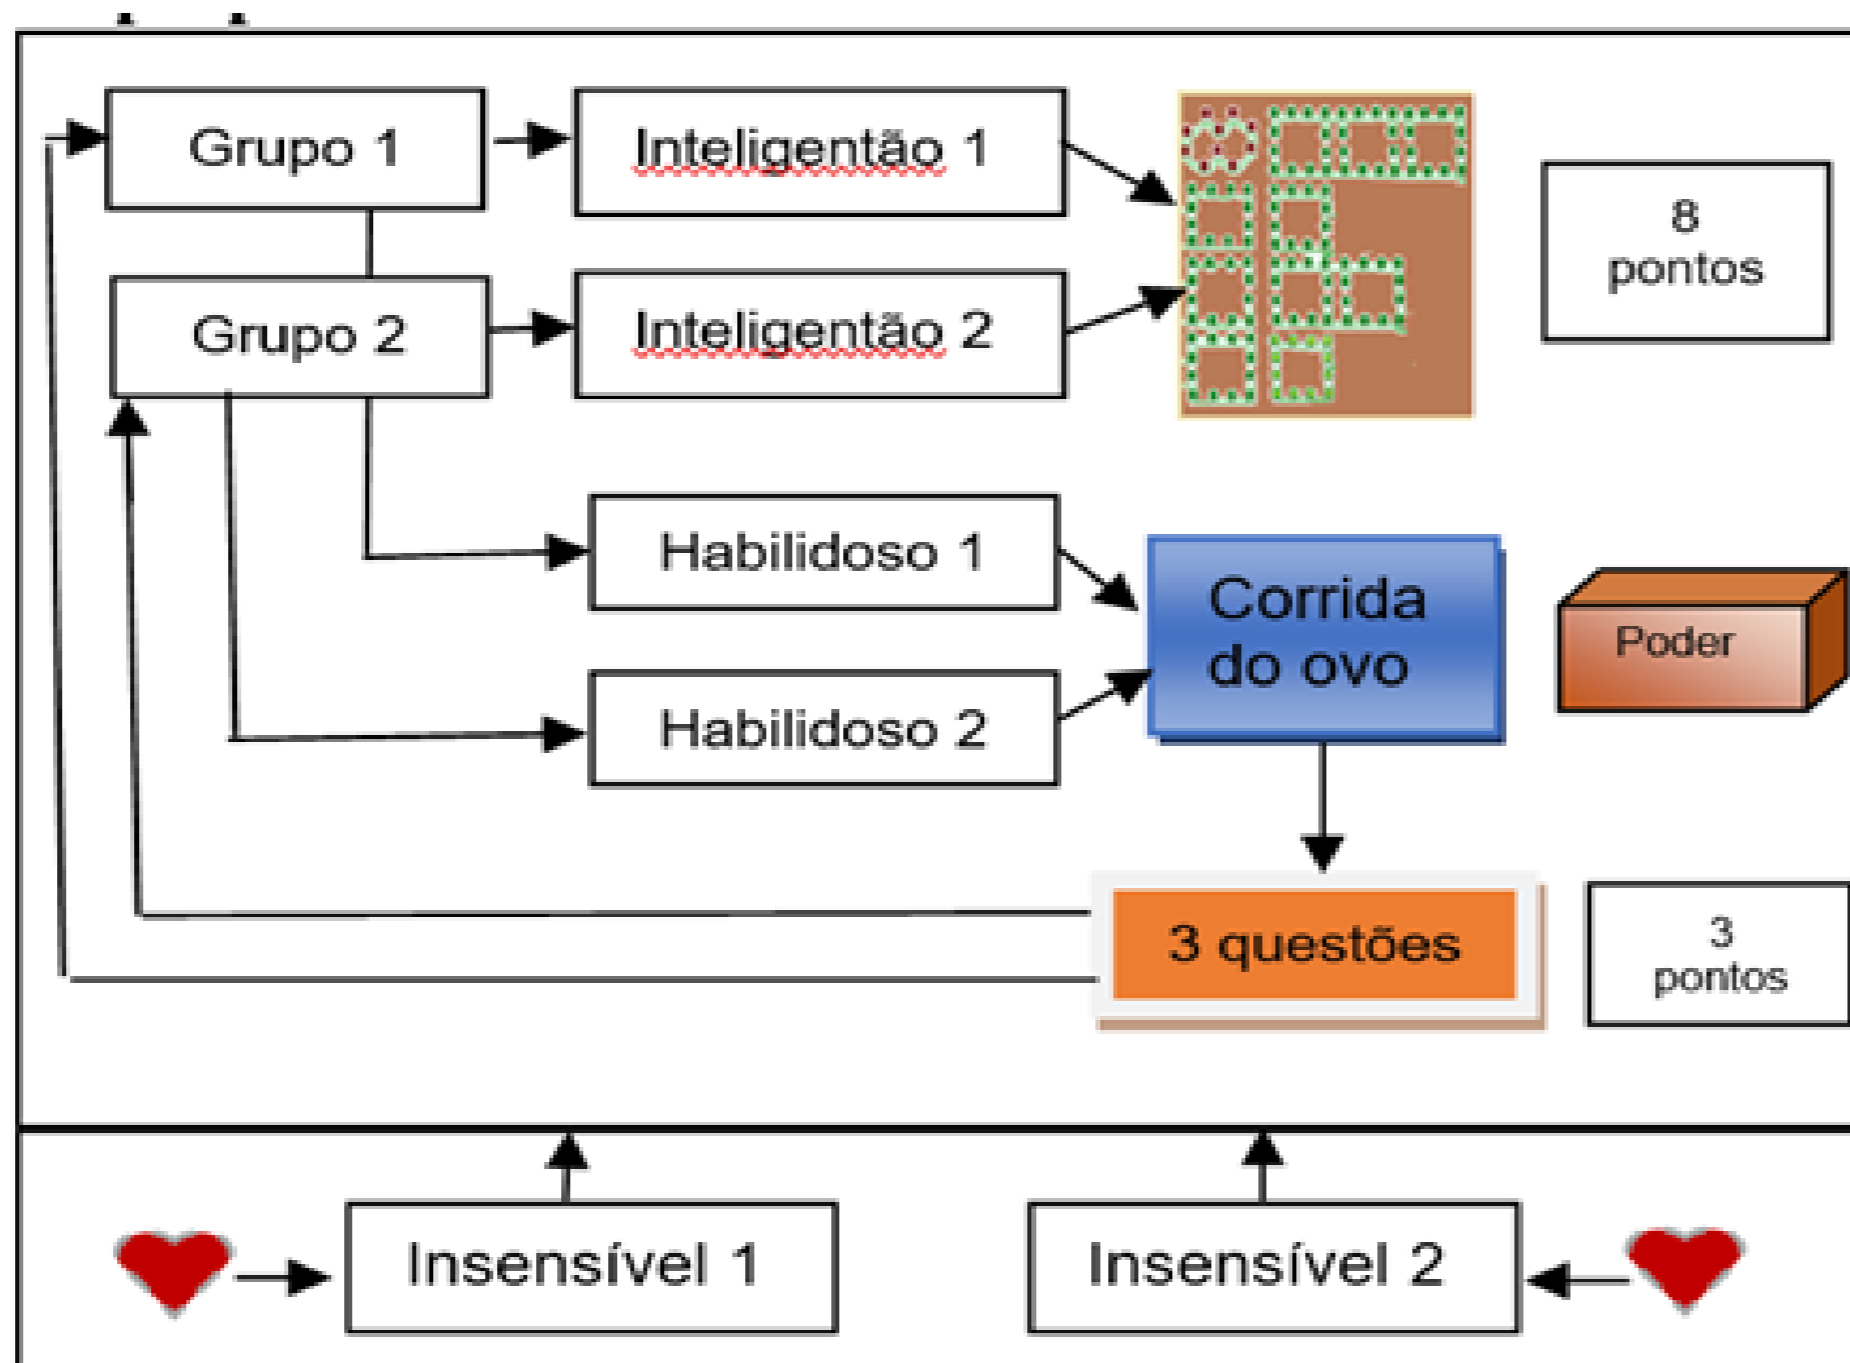 Grupo 1
Inteligentão 1
8
pontos
Grupo 2
Inteligentão 2
Habilidoso 1
Corrida
do ovo
Poder
Habilidoso 2
3 questões
3
pontos
Insensível 1
Insensível 2